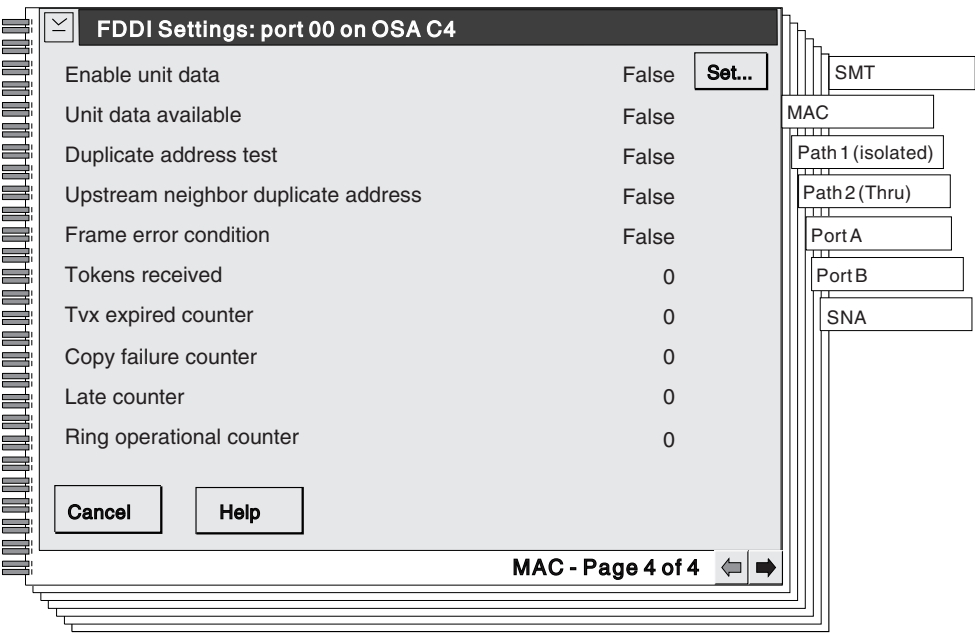 FDDI Settings: port 00 on OSA C4
Enable unit data False Set...
Unit data available False
Duplicate address test False
Upstream neighbor duplicate address False
Frame error condition False
Tokens received 0
Tvx expired counter 0
Copy failure counter 0
Late counter 0
Ring operational counter 0
Cancel Help
MAC - Page 4 of 4
SMT
MAC
Path 1 (isolated)
Path 2 (Thru)
Port A
Port B
SNA